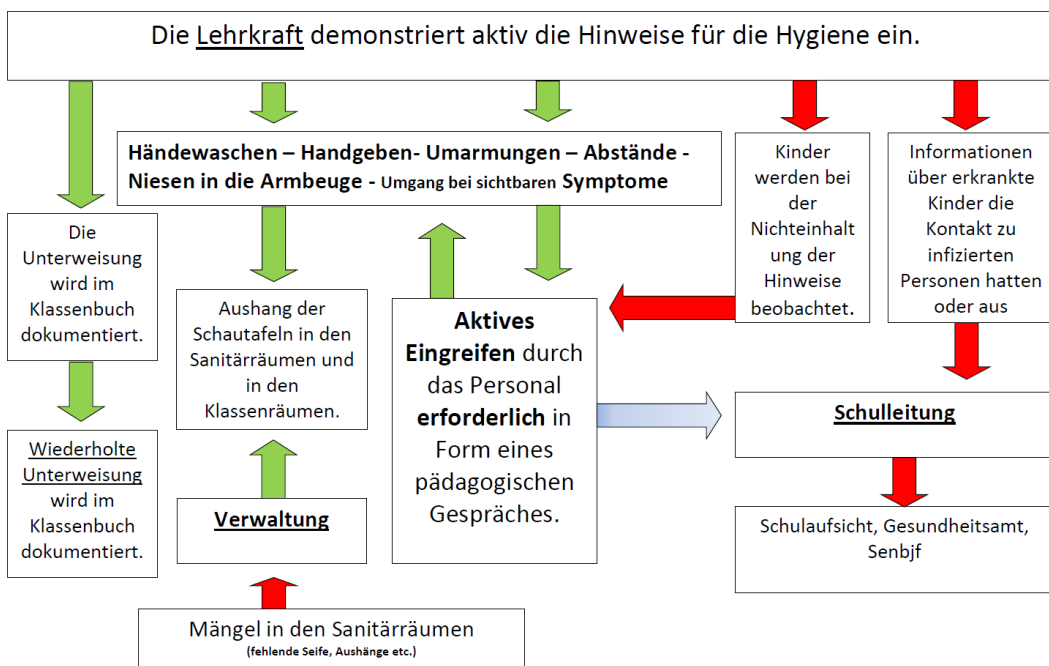 Die Lehrkraft demonstriert aktiv die Hinweise für die Hygiene ein.
Händewaschen – Handgeben- Umarmungen – Abstände -
Niesen in die Armbeuge - Umgang bei sichtbaren Symptome
Die
Unterweisung
wird im
Klassenbuch
dokumentiert.
Wiederholte
Unterweisung
wird im
Klassenbuch
dokumentiert.
Aushang der
Schautafeln in den
Sanitärräumen und
in den
Klassenräumen.
Verwaltung
Mängel in den Sanitärräumen
(fehlende Seife, Aushänge etc.)
Aktives
Eingreifen durch
das Personal
erforderlich in
Form eines
pädagogischen
Gespräches.
Kinder
werden bei
der
Nichteinhalt
ung der
Hinweise
beobachtet.
Informationen
über erkrankte
Kinder die
Kontakt zu
infizierten
Personen hatten
oder aus
Schulleitung
Schulaufsicht, Gesundheitsamt,
Senbjf